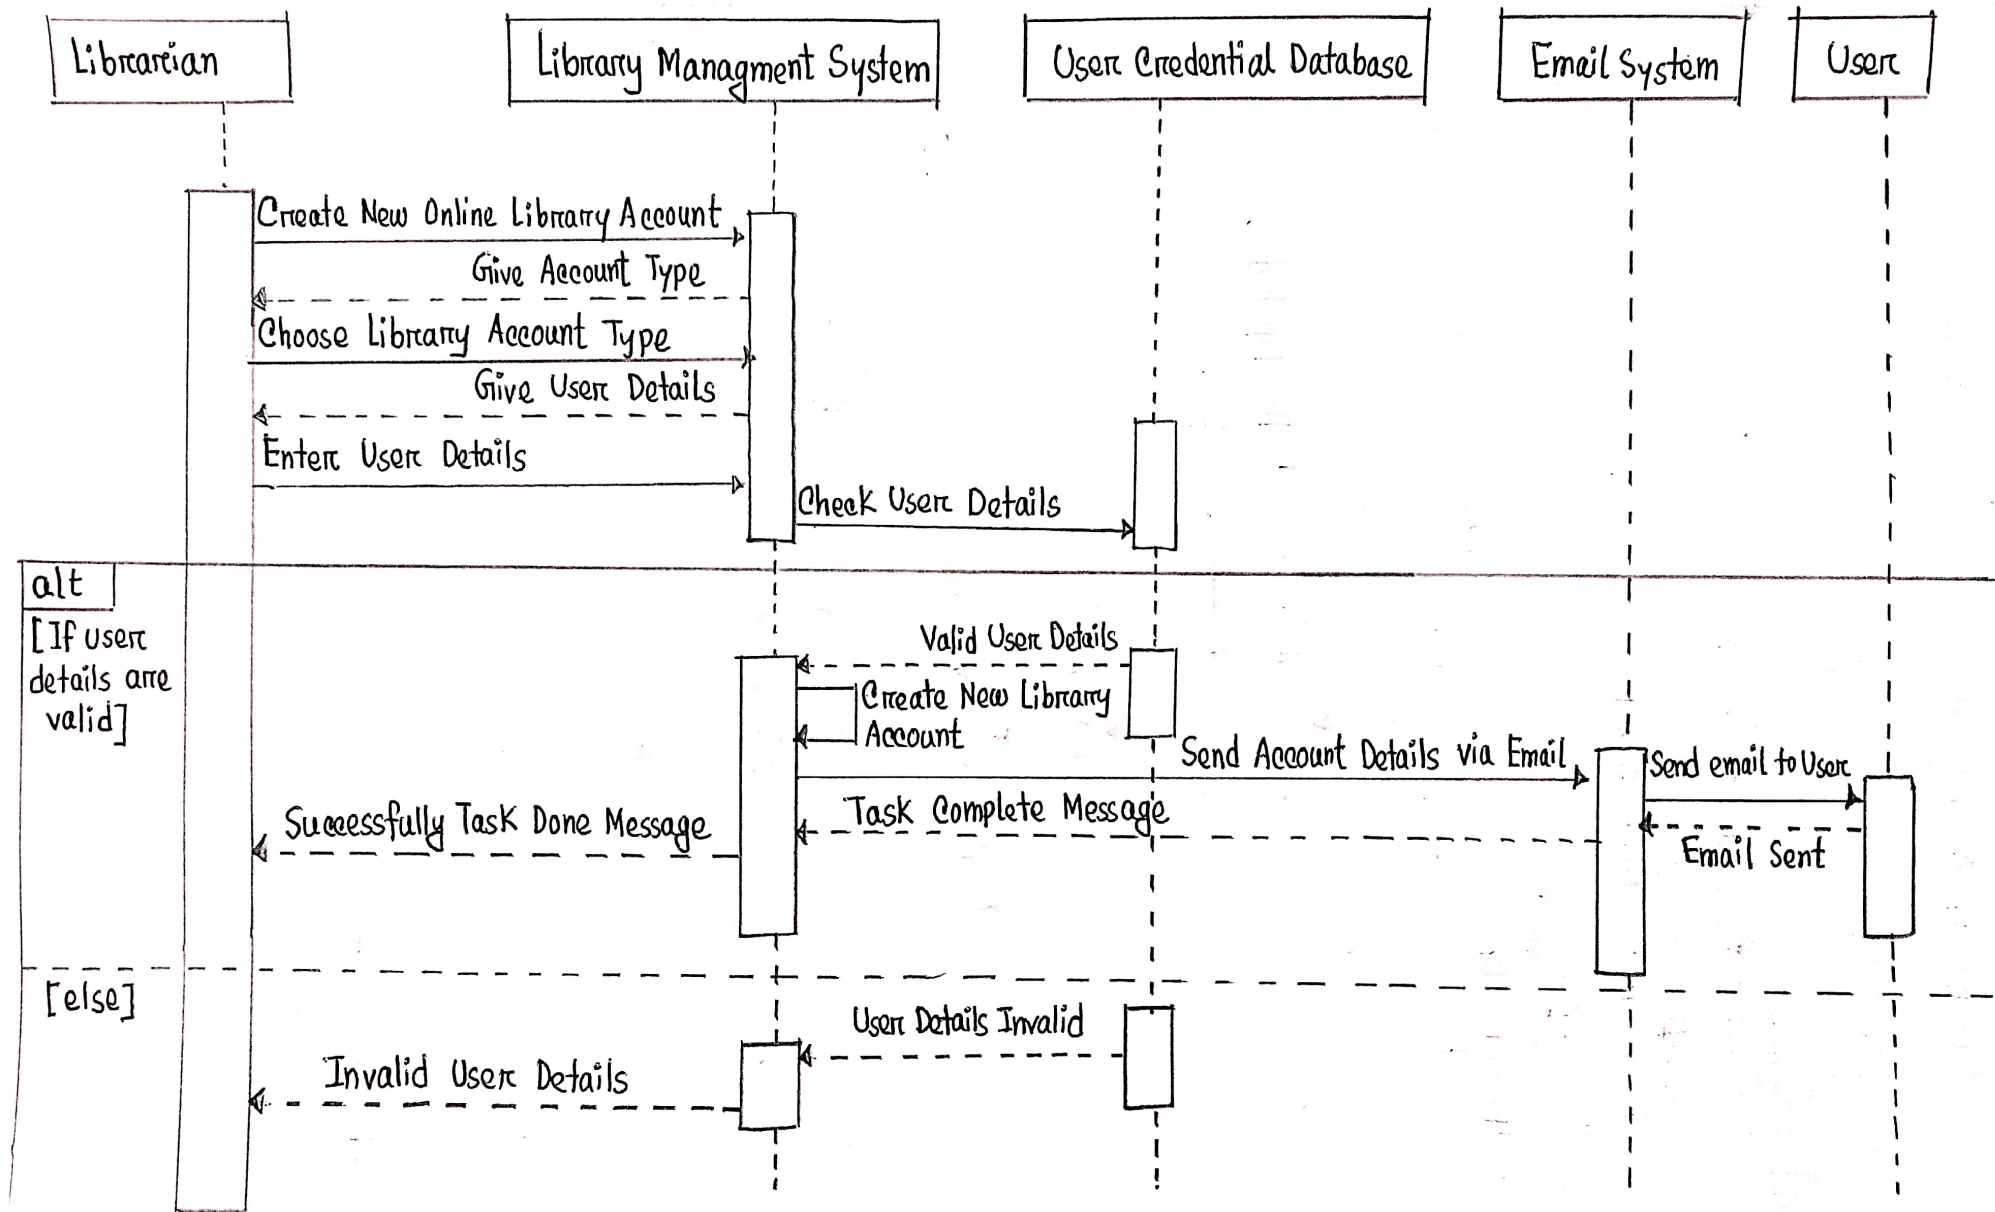 Librareian
Library Managment System
User Credential Database
Email System
User
Create New Online Library Account
Give Account Type
Choose Library Account Type
Give User Details
Enter User Details
Check User Details
alt
[If user
details are
valid]
Valid User Details
Create New Library
Account
Send Account Details via Email
Send email to User
Task Complete Message
Successfully Task Done Message
Email Sent
[else]
User Details Invalid
Invalid User Details